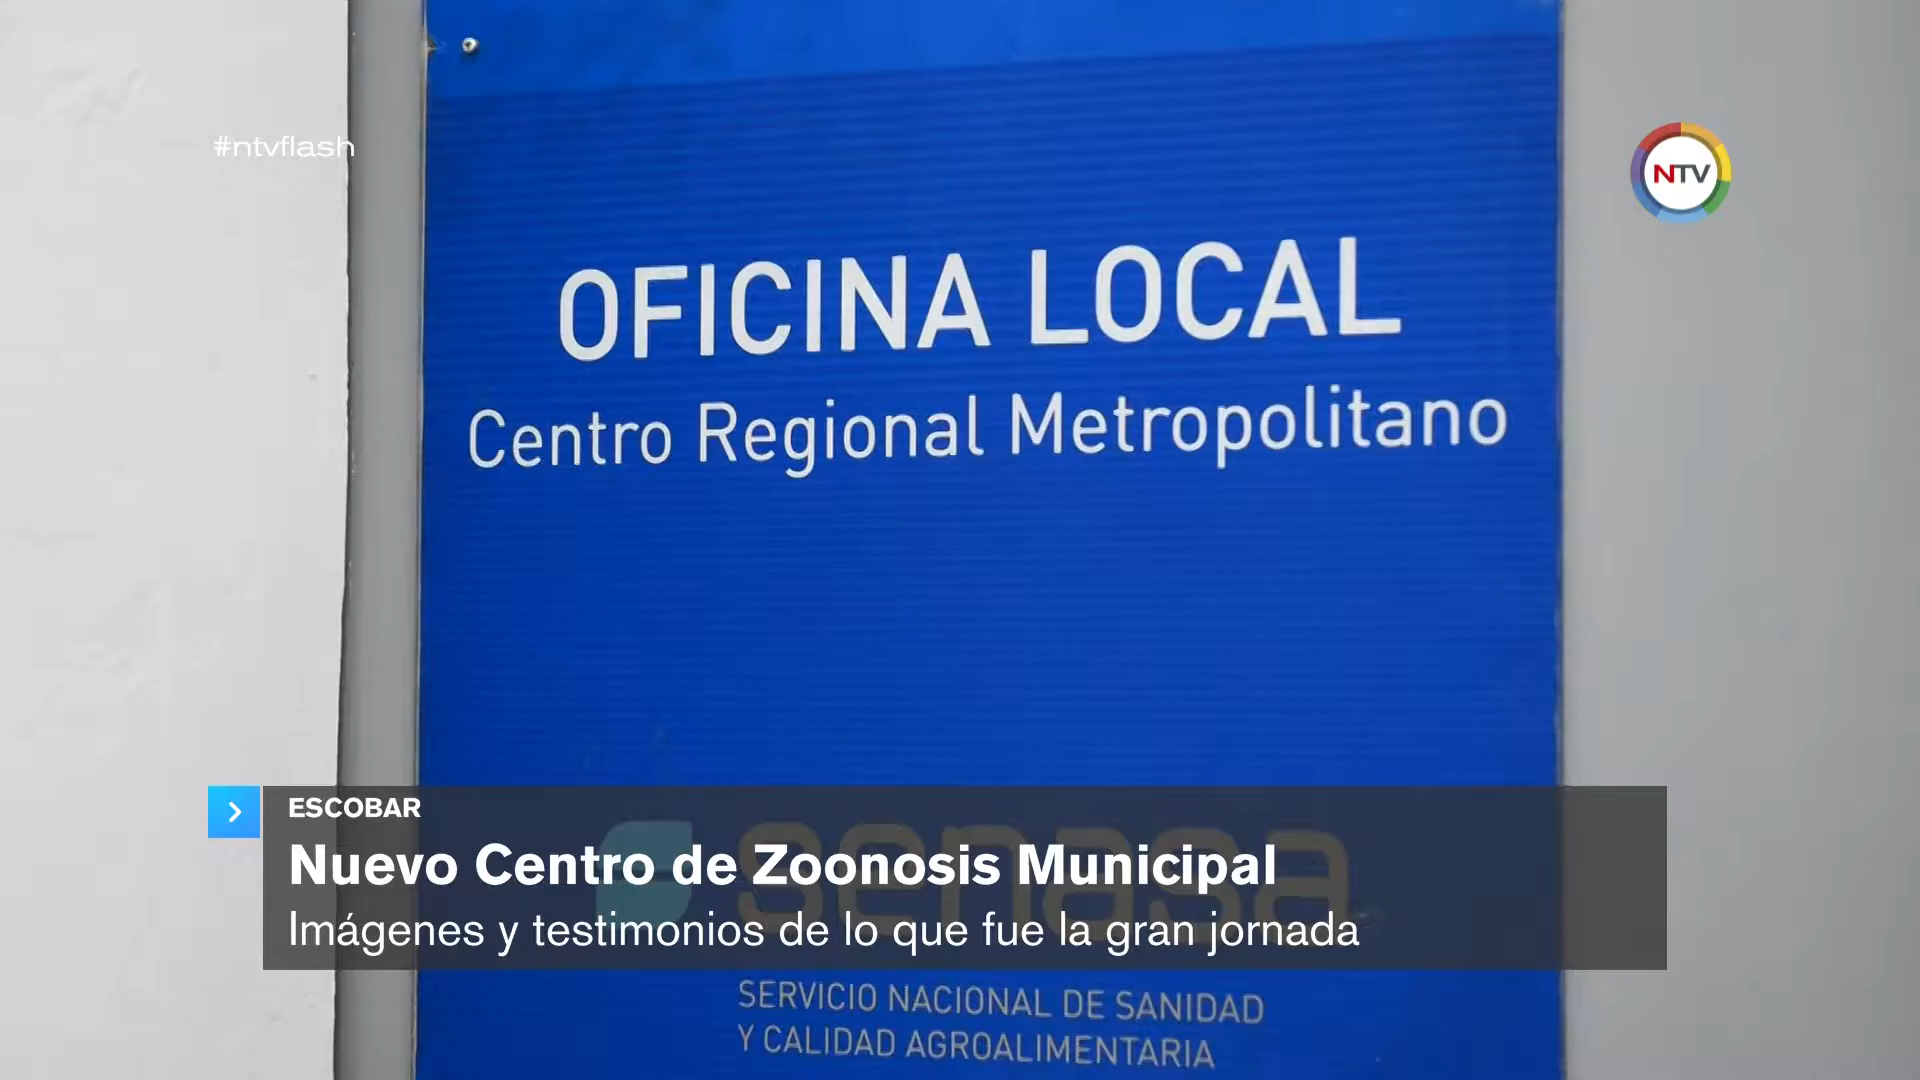 #ntvflash
NTV
OFICINA LOCAL
Centro Regional Metropolitano
ESCOBAR
senasa
Nuevo Centro de Zoonosis Municipal
Imágenes y testimonios de lo que fue la gran jornada
SERVICIO NACIONAL DE SANIDAD
Y CALIDAD AGROALIMENTARIA